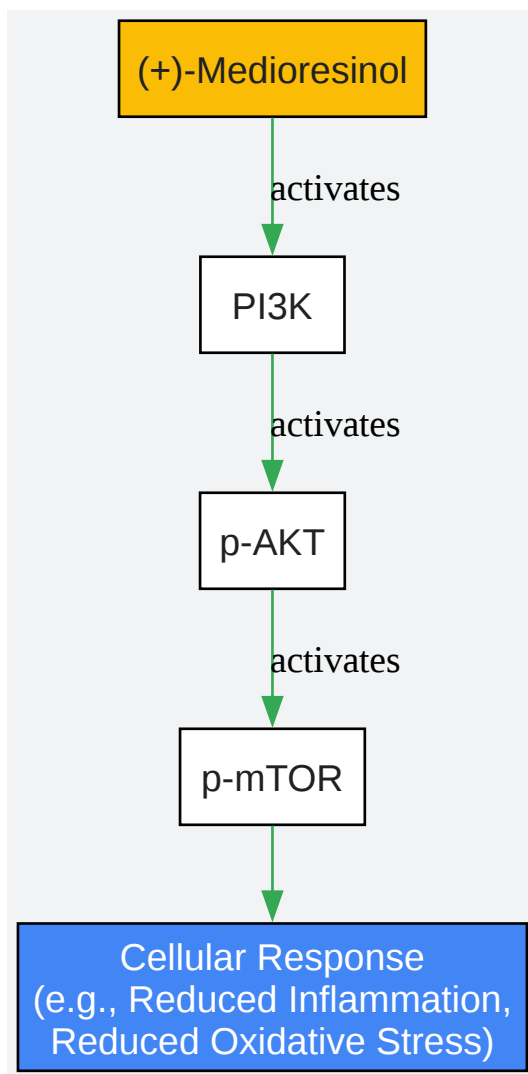 (+)-Medioresinol
activates
PI3K
activates
p-AKT
activates
p-mTOR
Cellular Response
(e.g., Reduced Inflammation,
Reduced Oxidative Stress)